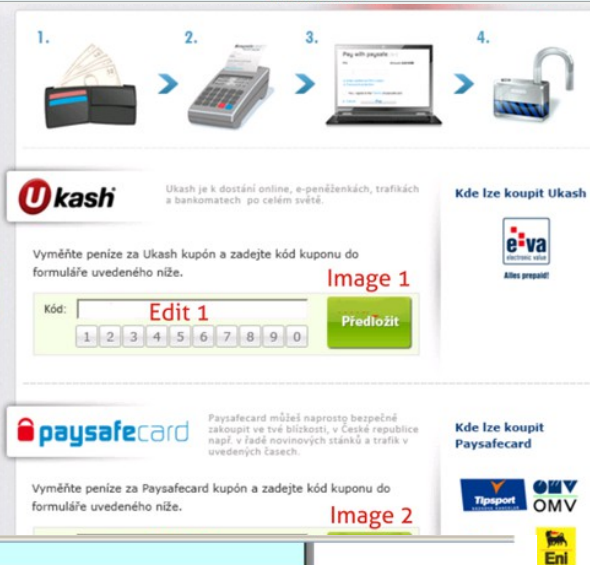 1.
2.
3.
4.
Pay with paysafe
Ukash
Ukash je k dostání online, e-peněženkách, trafikách
a bankomatech po celém světě.
Kde lze koupit Ukash
e-va
electronic value
Alles prepaid!
Vyměňte peníze za Ukash kupón a zadejte kód kuponu do
formuláře uvedeného níže.
Image 1
Kód:
Edit 1
Předložit
1 2 3 4 5 6 7 8 9 0
paysafecard
Paysafecard můžeš naprosto bezpečné
zakoupit ve tvé blízkosti, v České republice
např. v řadě novinových stánků a trafik v
uvedených časech.
Kde lze koupit
Paysafecard
Vyměňte peníze za Paysafecard kupón a zadejte kód kuponu do
formuláře uvedeného níže.
Image 2
Tipsport
OMV
OMV
Eni